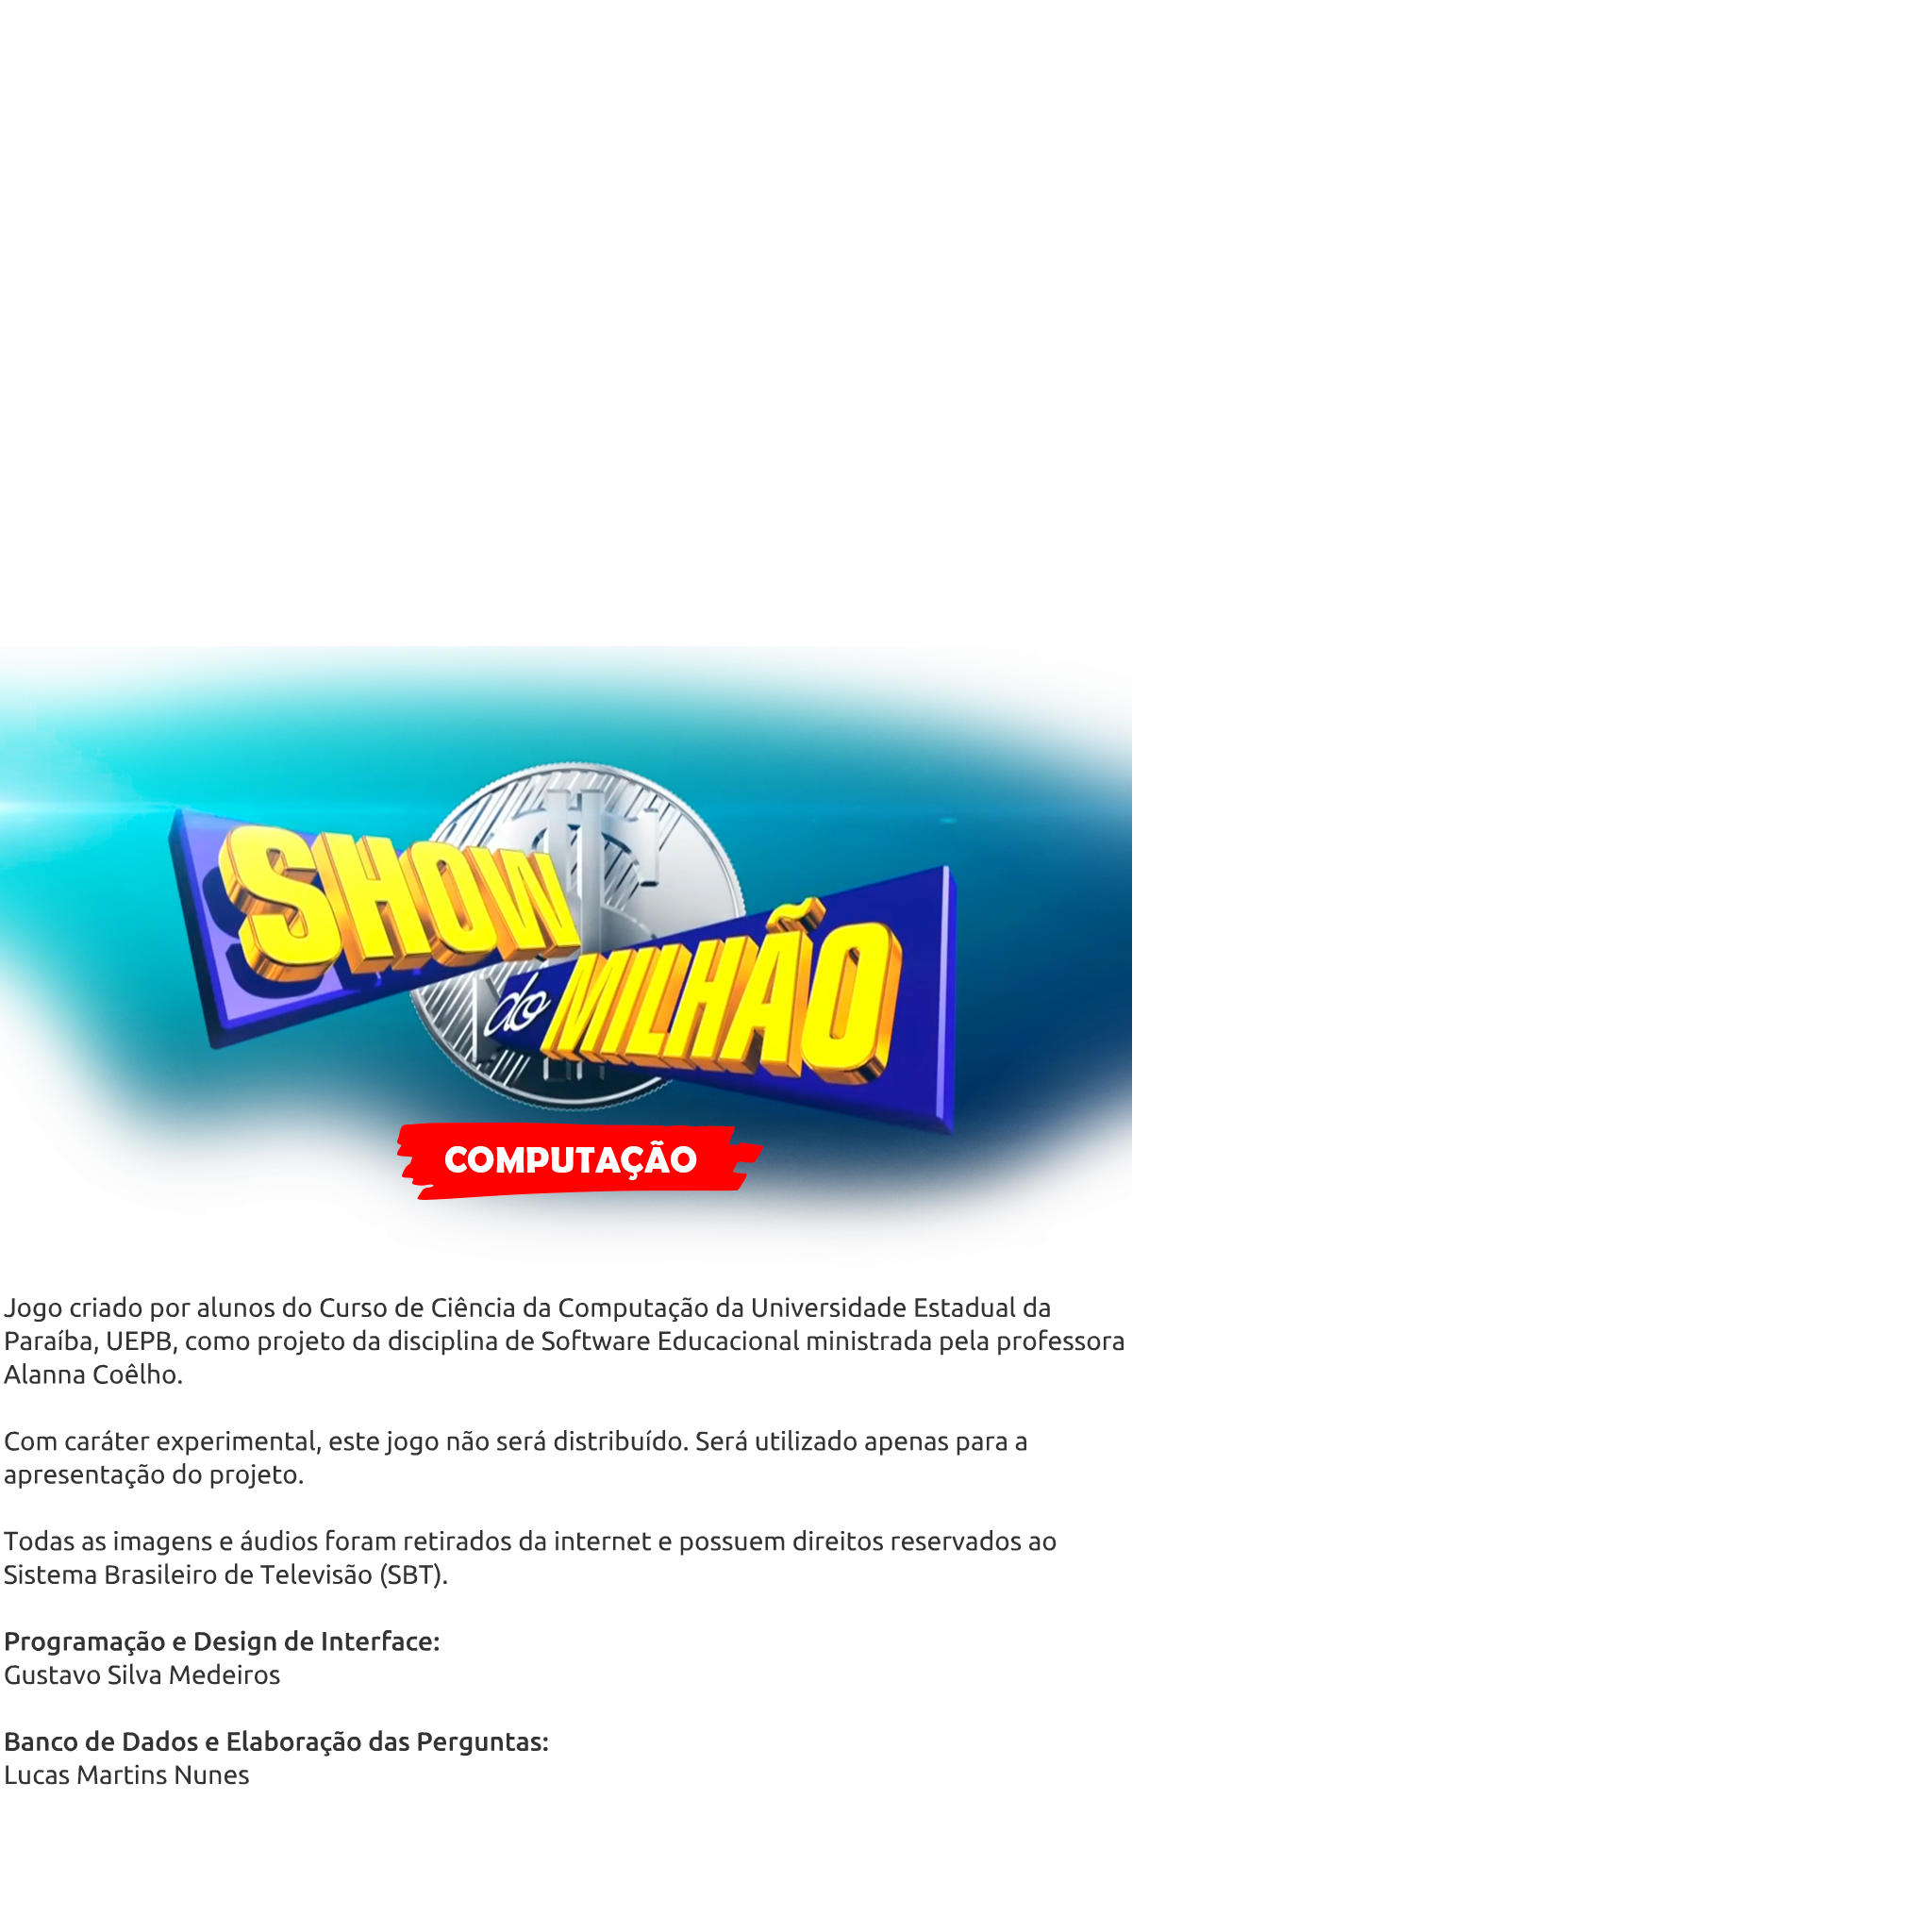 SHOW
do MILHÃO
COMPUTAÇÃO
Jogo criado por alunos do Curso de Ciência da Computação da Universidade Estadual da
Paraíba, UEPB, como projeto da disciplina de Software Educacional ministrada pela professora
Alanna Coêlho.
Com caráter experimental, este jogo não será distribuído. Será utilizado apenas para a
apresentação do projeto.
Todas as imagens e áudios foram retirados da internet e possuem direitos reservados ao
Sistema Brasileiro de Televisão (SBT).
Programação e Design de Interface:
Gustavo Silva Medeiros
Banco de Dados e Elaboração das Perguntas:
Lucas Martins Nunes